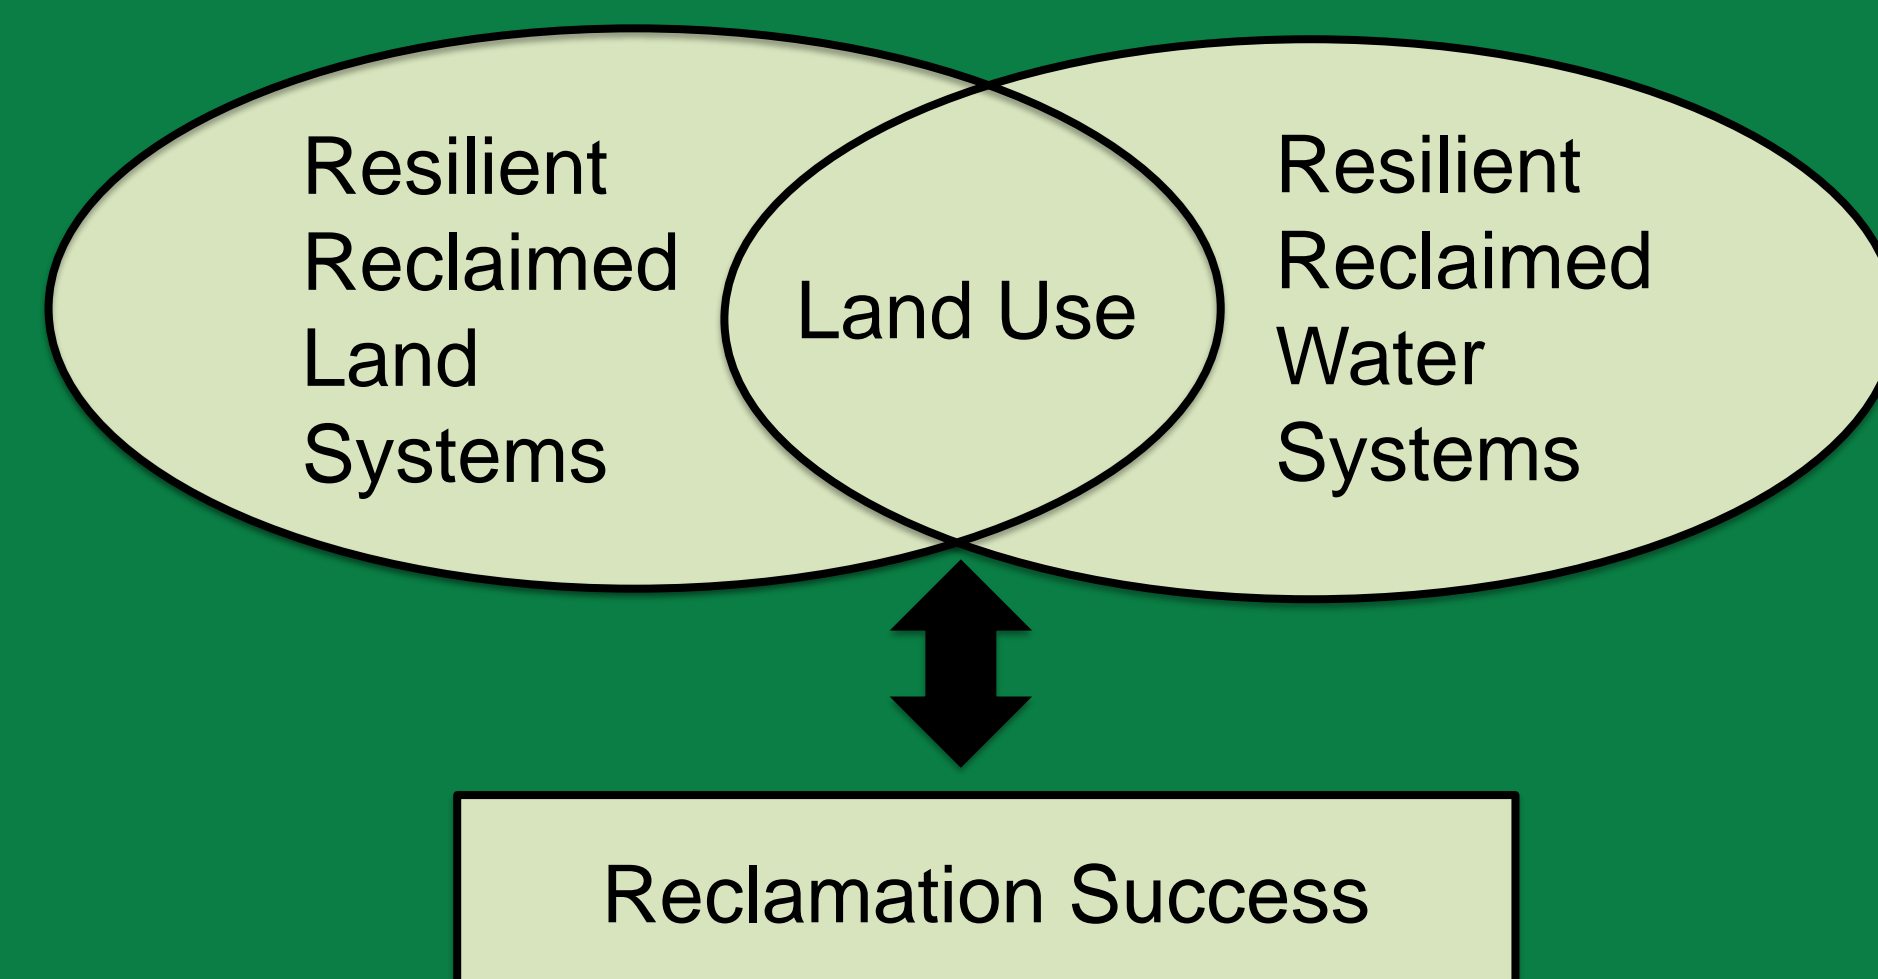 Resilient
Reclaimed
Land
Systems
Land Use
Resilient
Reclaimed
Water
Systems
Reclamation Success